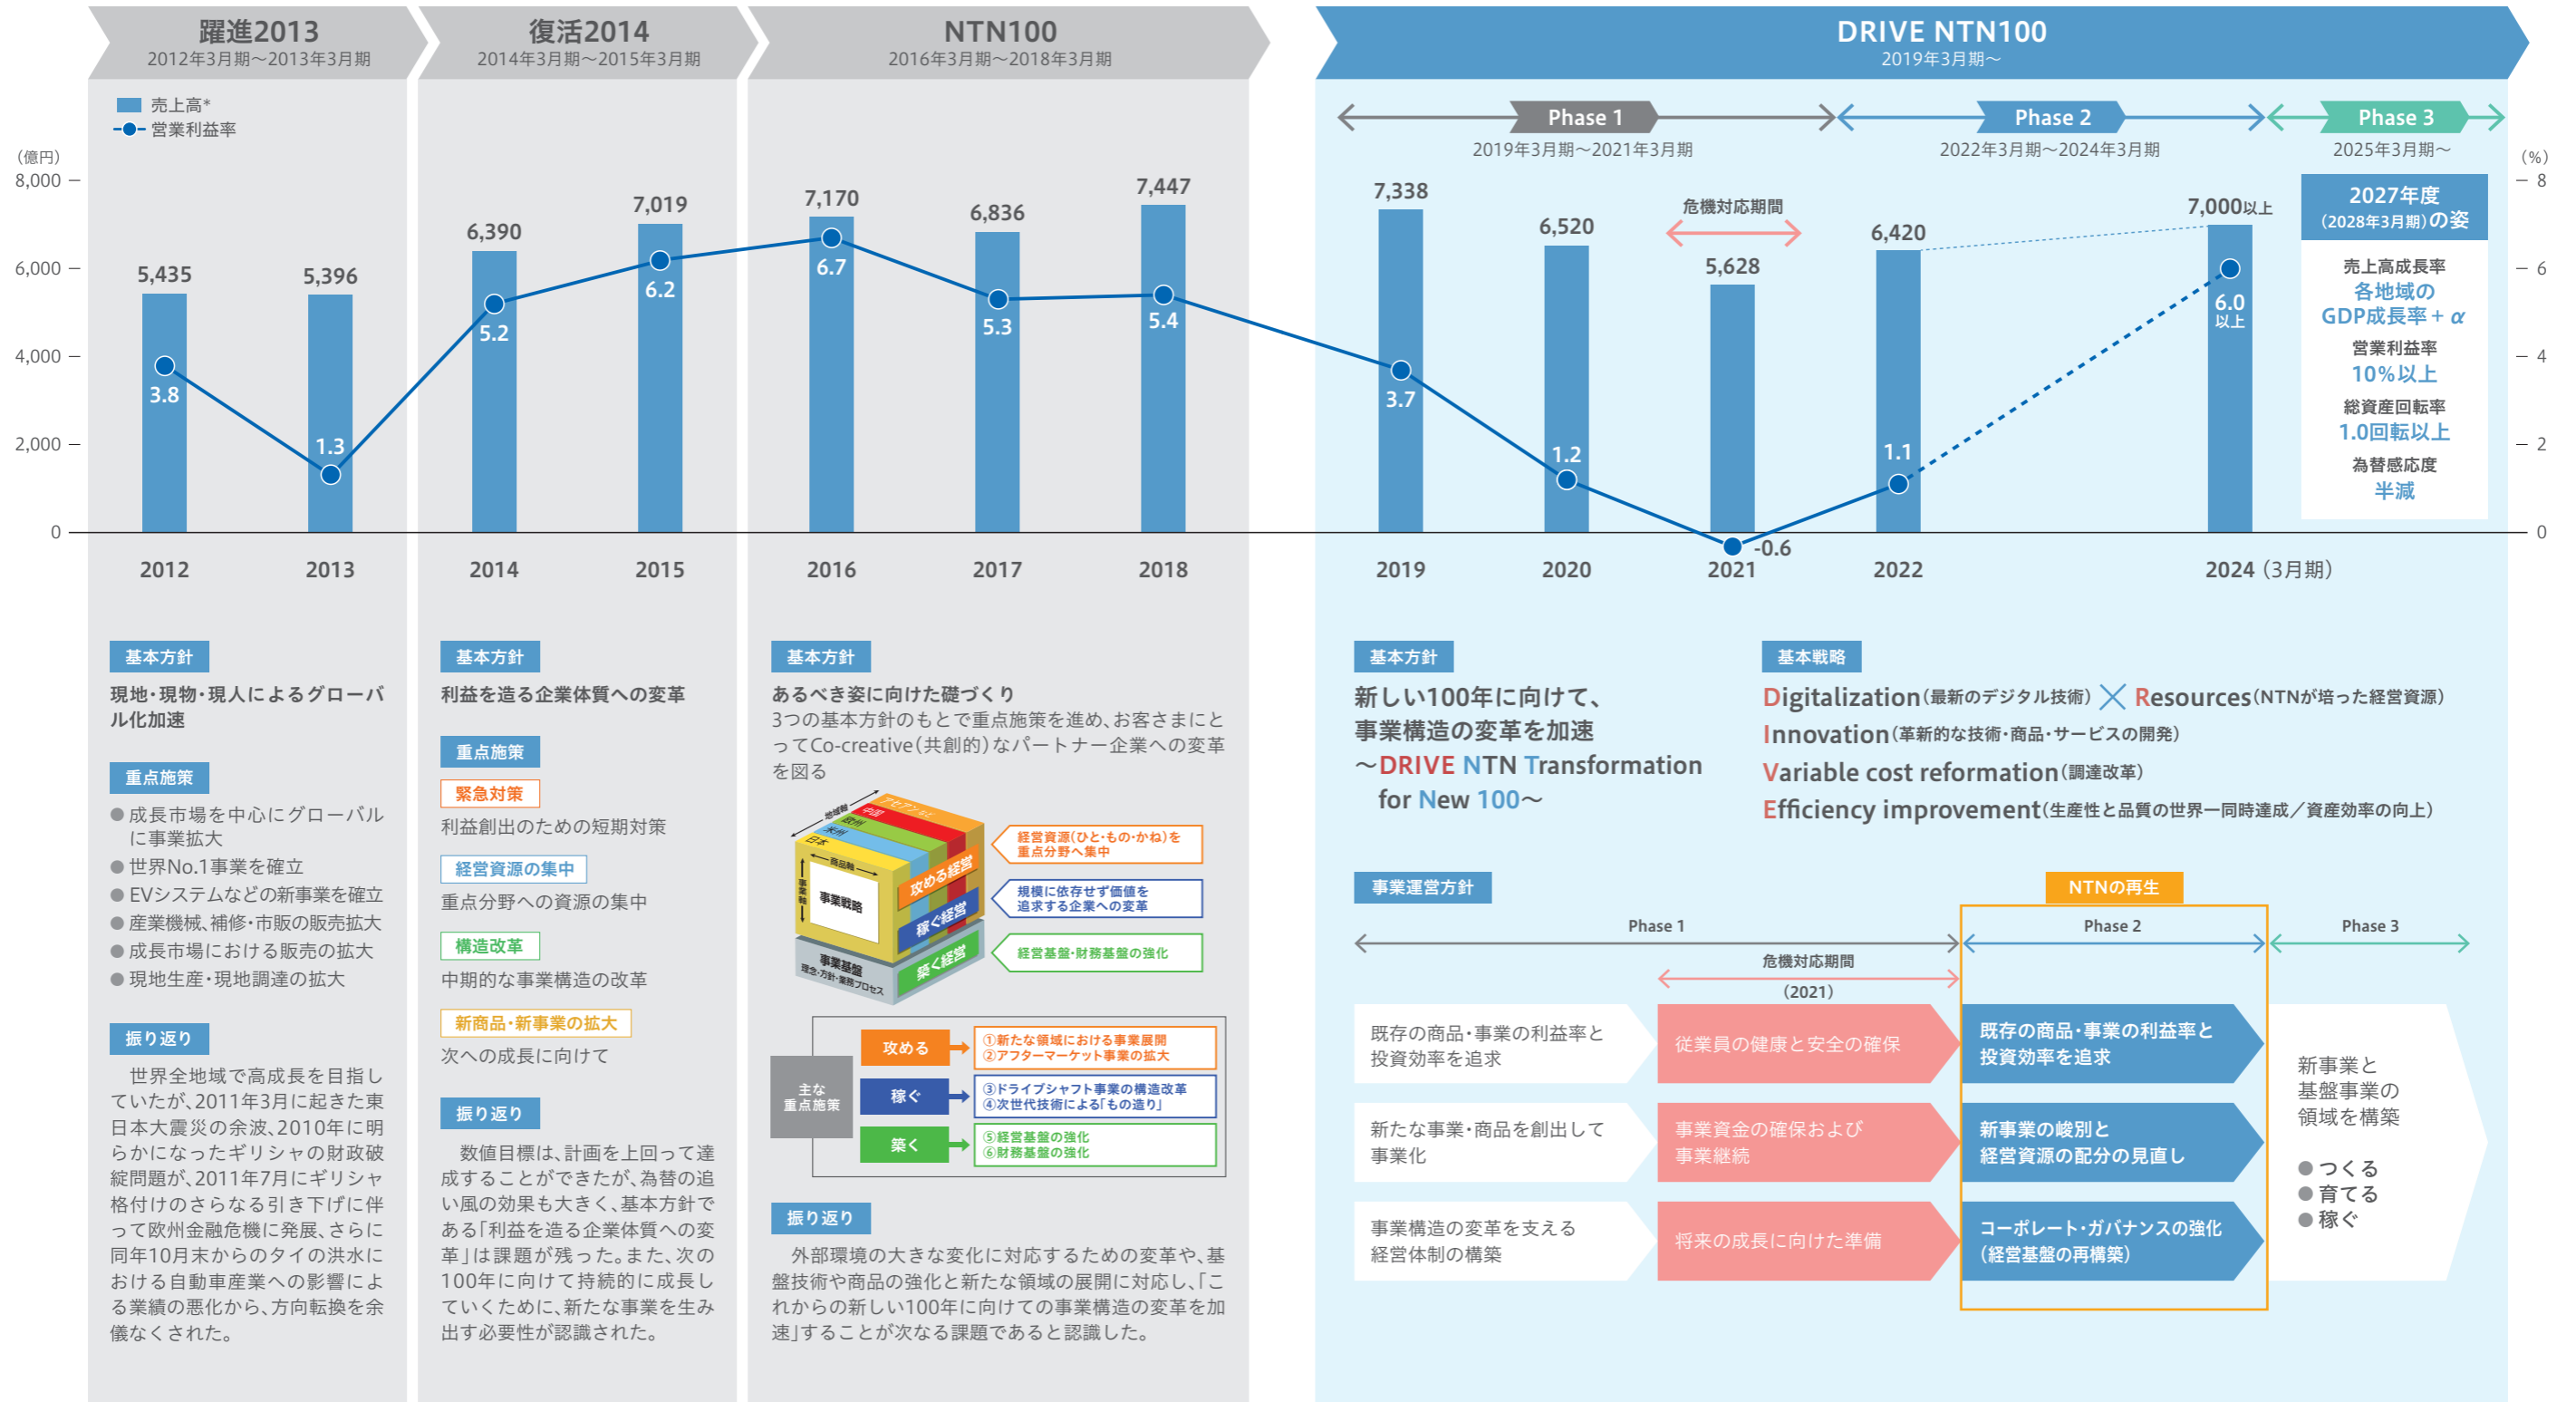 躍進2013
2012年3月期～2013年3月期
復活2014
2014年3月期～2015年3月期
NTN100
2016年3月期～2018年3月期
DRIVE NTN100
2019年3月期～
売上高*
営業利益率
Phase 1
2019年3月期～2021年3月期
Phase 2
2022年3月期～2024年3月期
Phase 3
2025年3月期～
（億円）
8,000
6,000
4,000
2,000
0
（%）
8
6
4
2
0
5,435
5,396
6,390
7,019
7,170
6,836
7,447
7,338
6,520
5,628
6,420
7,000以上
危機対応期間
3.8
1.3
5.2
6.2
6.7
5.3
5.4
3.7
1.2
-0.6
1.1
6.0
以上
2012
2013
2014
2015
2016
2017
2018
2019
2020
2021
2022
2024（3月期）
2027年度
（2028年3月期）の姿
売上高成長率
各地域の
GDP成長率＋α
営業利益率
10%以上
総資産回転率
1.0回転以上
為替感応度
半減
基本方針
現地・現物・現人によるグローバ
ル化加速
重点施策
●成長市場を中心にグローバル
に事業拡大
●世界No.1事業を確立
●EVシステムなどの新事業を確立
●産業機械、補修・市販の販売拡大
●成長市場における販売の拡大
●現地生産・現地調達の拡大
振り返り
世界全地域で高成長を目指し
ていたが、2011年3月に起きた東
日本大震災の余波、2010年に明
らかになったギリシャの財政破
綻問題が、2011年7月にギリシャ
格付けのさらなる引き下げに伴
って欧州金融危機に発展、さらに
同年10月末からのタイの洪水に
おける自動車産業への影響によ
る業績の悪化から、方向転換を余
儀なくされた。
基本方針
利益を造る企業体質への変革
重点施策
緊急対策
利益創出のための短期対策
経営資源の集中
重点分野への資源の集中
構造改革
中期的な事業構造の改革
新商品・新事業の拡大
次への成長に向けて
振り返り
数値目標は、計画を上回って達
成することができたが、為替の追
い風の効果も大きく、基本方針で
ある「利益を造る企業体質への変
革」は課題が残った。また、次の
100年に向けて持続的に成長し
ていくために、新たな事業を生み
出す必要性が認識された。
基本方針
あるべき姿に向けた礎づくり
3つの基本方針のもとで重点施策を進め、お客さまにと
ってCo-creative（共創的）なパートナー企業への変革
を図る
地域軸
アセアンなど
中国
欧州
米州
日本
商品軸
事業軸
事業戦略
攻める経営
稼ぐ経営
築く経営
事業基盤
理念・方針・業務プロセス
経営資源（ひと・もの・かね）を
重点分野へ集中
規模に依存せず価値を
追求する企業への変革
経営基盤・財務基盤の強化
主な
重点施策
攻める
①新たな領域における事業展開
②アフターマーケット事業の拡大
稼ぐ
③ドライブシャフト事業の構造改革
④次世代技術による「もの造り」
築く
⑤経営基盤の強化
⑥財務基盤の強化
振り返り
外部環境の大きな変化に対応するための変革や、基
盤技術や商品の強化と新たな領域の展開に対応し、「こ
れからの新しい100年に向けての事業構造の変革を加
速」することが次なる課題であると認識した。
基本方針
新しい100年に向けて、
事業構造の変革を加速
～DRIVE NTN Transformation
for New 100～
基本戦略
Digitalization（最新のデジタル技術）╳ Resources（NTNが培った経営資源）
Innovation（革新的な技術・商品・サービスの開発）
Variable cost reformation（調達改革）
Efficiency improvement（生産性と品質の世界一同時達成／資産効率の向上）
事業運営方針
NTNの再生
Phase 1
Phase 2
Phase 3
危機対応期間
（2021）
既存の商品・事業の利益率と
投資効率を追求
従業員の健康と安全の確保
既存の商品・事業の利益率と
投資効率を追求
新たな事業・商品を創出して
事業化
事業資金の確保および
事業継続
新事業の峻別と
経営資源の配分の見直し
事業構造の変革を支える
経営体制の構築
将来の成長に向けた準備
コーポレート・ガバナンスの強化
（経営基盤の再構築）
新事業と
基盤事業の
領域を構築
●つくる
●育てる
●稼ぐ